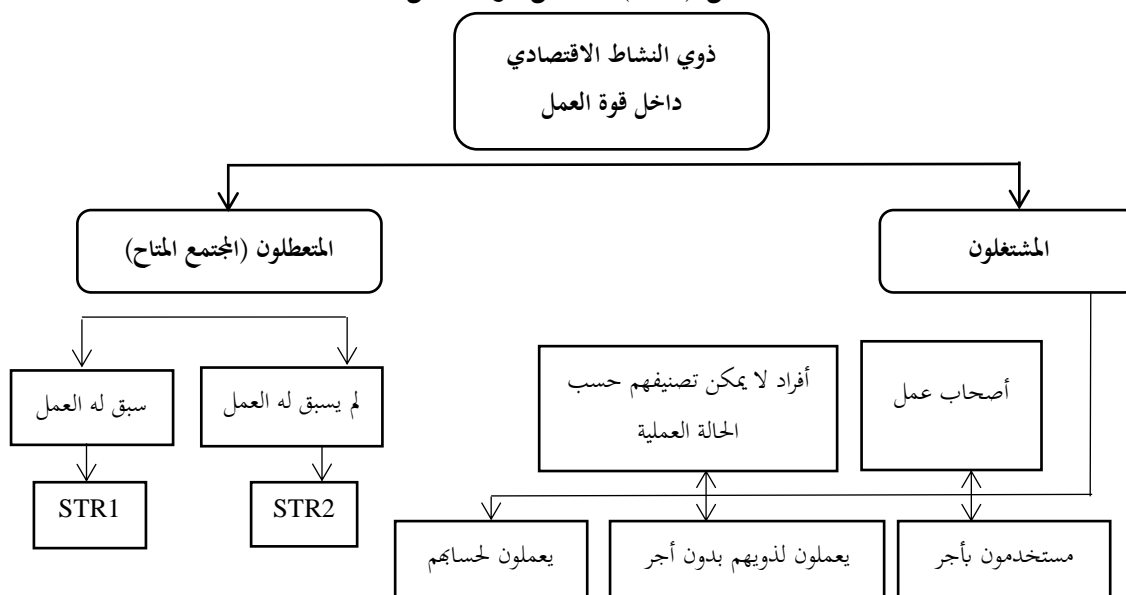 ذوي النشاط الاقتصادي
داخل قوة العمل
المشتغلون
المتعطلون (المجتمع المتاح)
أصحاب عمل
أفراد لا يمكن تصنيفهم حسب
الحالة العملية
لم يسبق له العمل
سبق له العمل
STR2
STR1
مستخدمون بأجر
يعملون لذويهم بدون أجر
يعملون لحسابهم